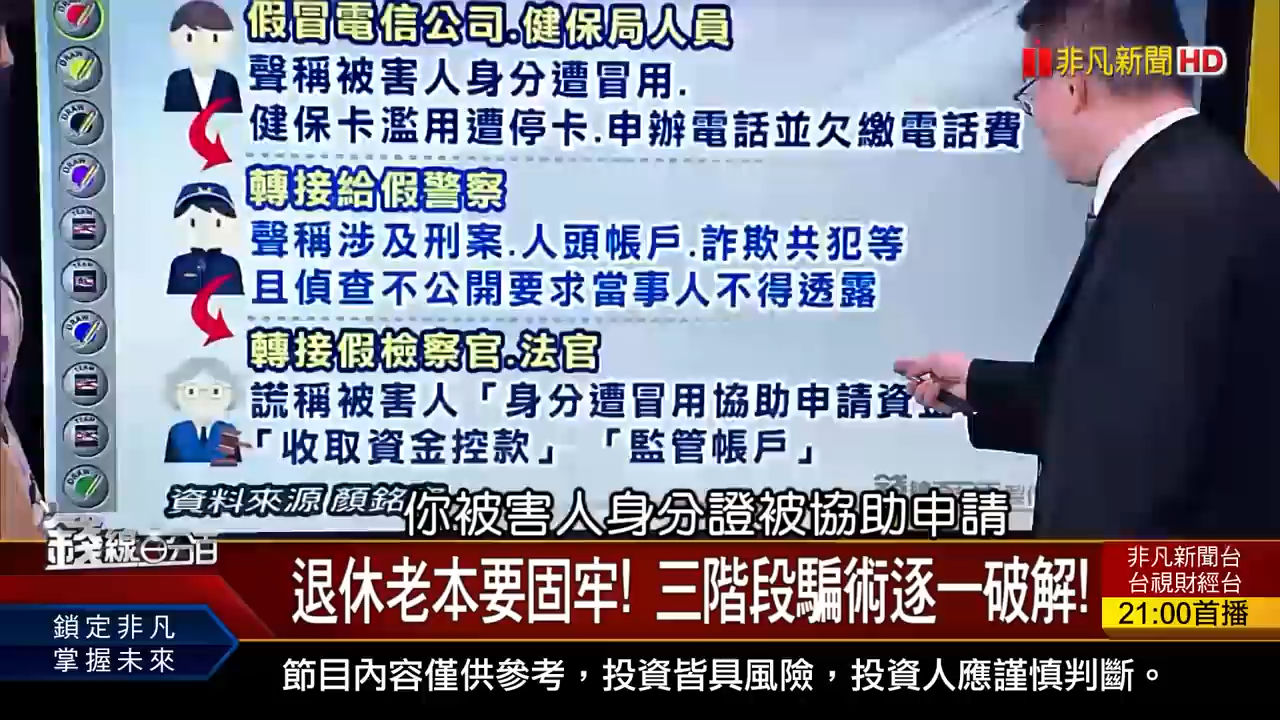 假冒電信公司.健保局人員
非凡新聞HD
聲稱被害人身分遭冒用.
健保卡濫用遭停卡.申辦電話並欠繳電話費
轉接給假警察
聲稱涉及刑案.人頭帳戶.詐欺共犯等
且偵查不公開要求當事人不得透露
轉接假檢察官.法官
謊稱被害人「身分遭冒用協助申請資金
「收取資金控款」 「監管帳戶」
資料來源 顏銘
你被害人身分證被協助申請
錢線百分百
退休老本要固牢! 三階段騙術逐一破解!
非凡新聞台
台視財經台
21:00首播
鎖定非凡
掌握未來
節目內容僅供參考，投資皆具風險，投資人應謹慎判斷。